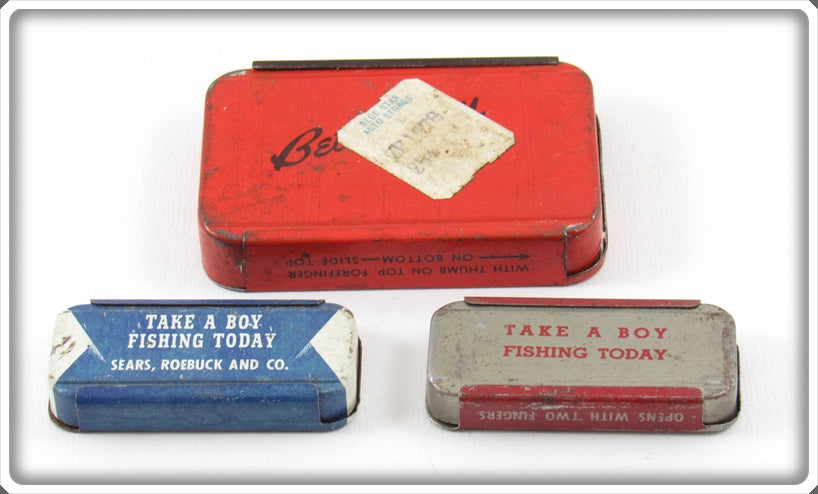 BLUE STAR
AUTO STORES
WITH THUMB ON TOP, FOREFINGER
ON BOTTOM—SLIDE TOP
TAKE A BOY
FISHING TODAY
SEARS, ROEBUCK AND CO.
TAKE A BOY
FISHING TODAY
OPENS WITH TWO FINGERS